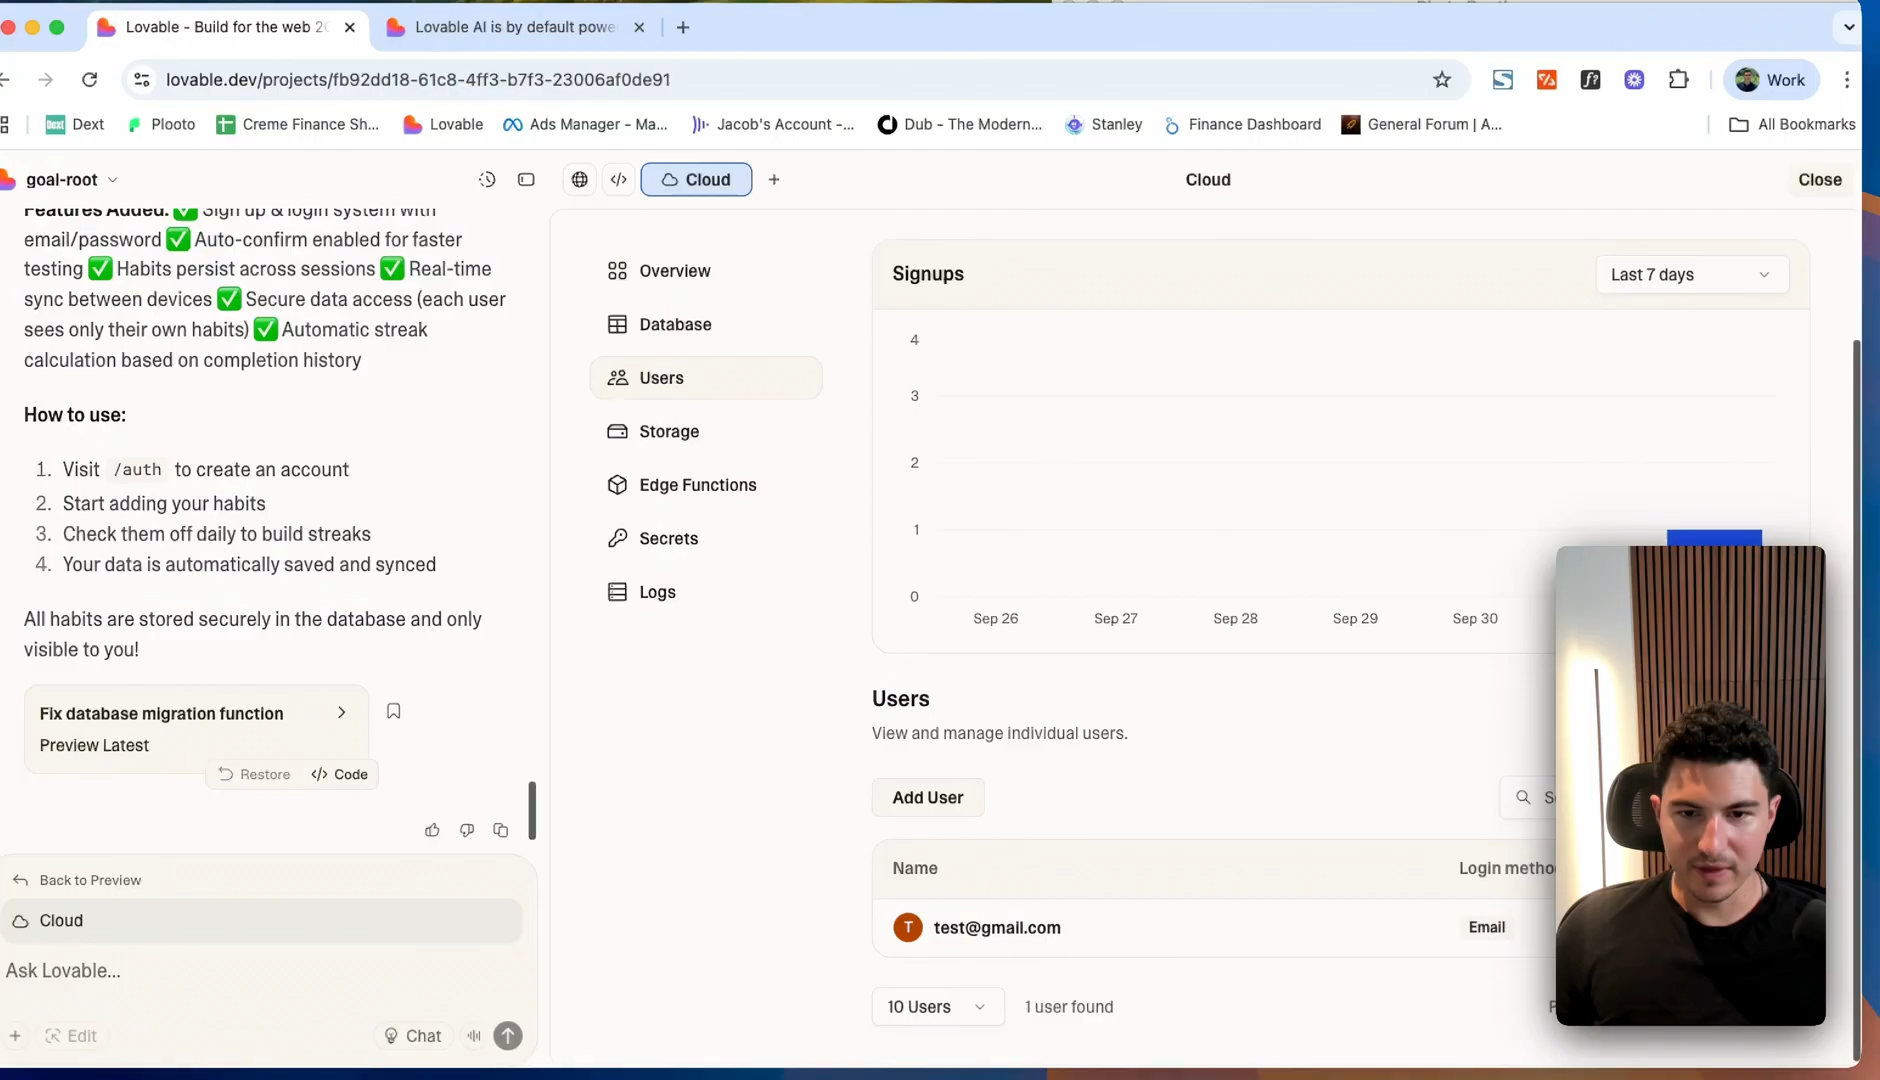 Lovable - Build for the web 20
Lovable AI is by default powe
lovable.dev/projects/fb92dd18-61c8-4ff3-b7f3-23006af0de91
Work
Dext
Dext
Plooto
Creme Finance Sh...
Lovable
Ads Manager - Ma...
Jacob's Account -...
Dub - The Modern...
Stanley
Finance Dashboard
General Forum | A...
All Bookmarks
goal-root
Cloud
Cloud
Close
Features Added: ✅ Sign up & login system with
email/password ✅ Auto-confirm enabled for faster
testing ✅ Habits persist across sessions ✅ Real-time
sync between devices ✅ Secure data access (each user
sees only their own habits) ✅ Automatic streak
calculation based on completion history
How to use:
1. Visit /auth to create an account
2. Start adding your habits
3. Check them off daily to build streaks
4. Your data is automatically saved and synced
All habits are stored securely in the database and only
visible to you!
Fix database migration function
Preview Latest
Restore
Code
Back to Preview
Cloud
Ask Lovable...
Edit
Chat
Overview
Database
Users
Storage
Edge Functions
Secrets
Logs
Signups
Last 7 days
4
3
2
1
0
Sep 26
Sep 27
Sep 28
Sep 29
Sep 30
Users
View and manage individual users.
Add User
Name
Login metho
T
test@gmail.com
Email
10 Users
1 user found